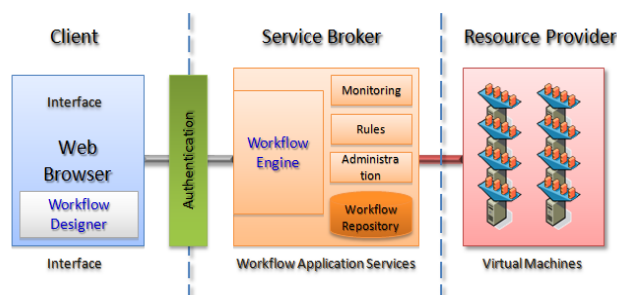 Client
Service Broker
Resource Provider
Interface
Web
Browser
Workflow
Designer
Interface
Authentication
Workflow
Engine
Monitoring
Rules
Administra
tion
Workflow
Repository
Workflow Application Services
Virtual Machines